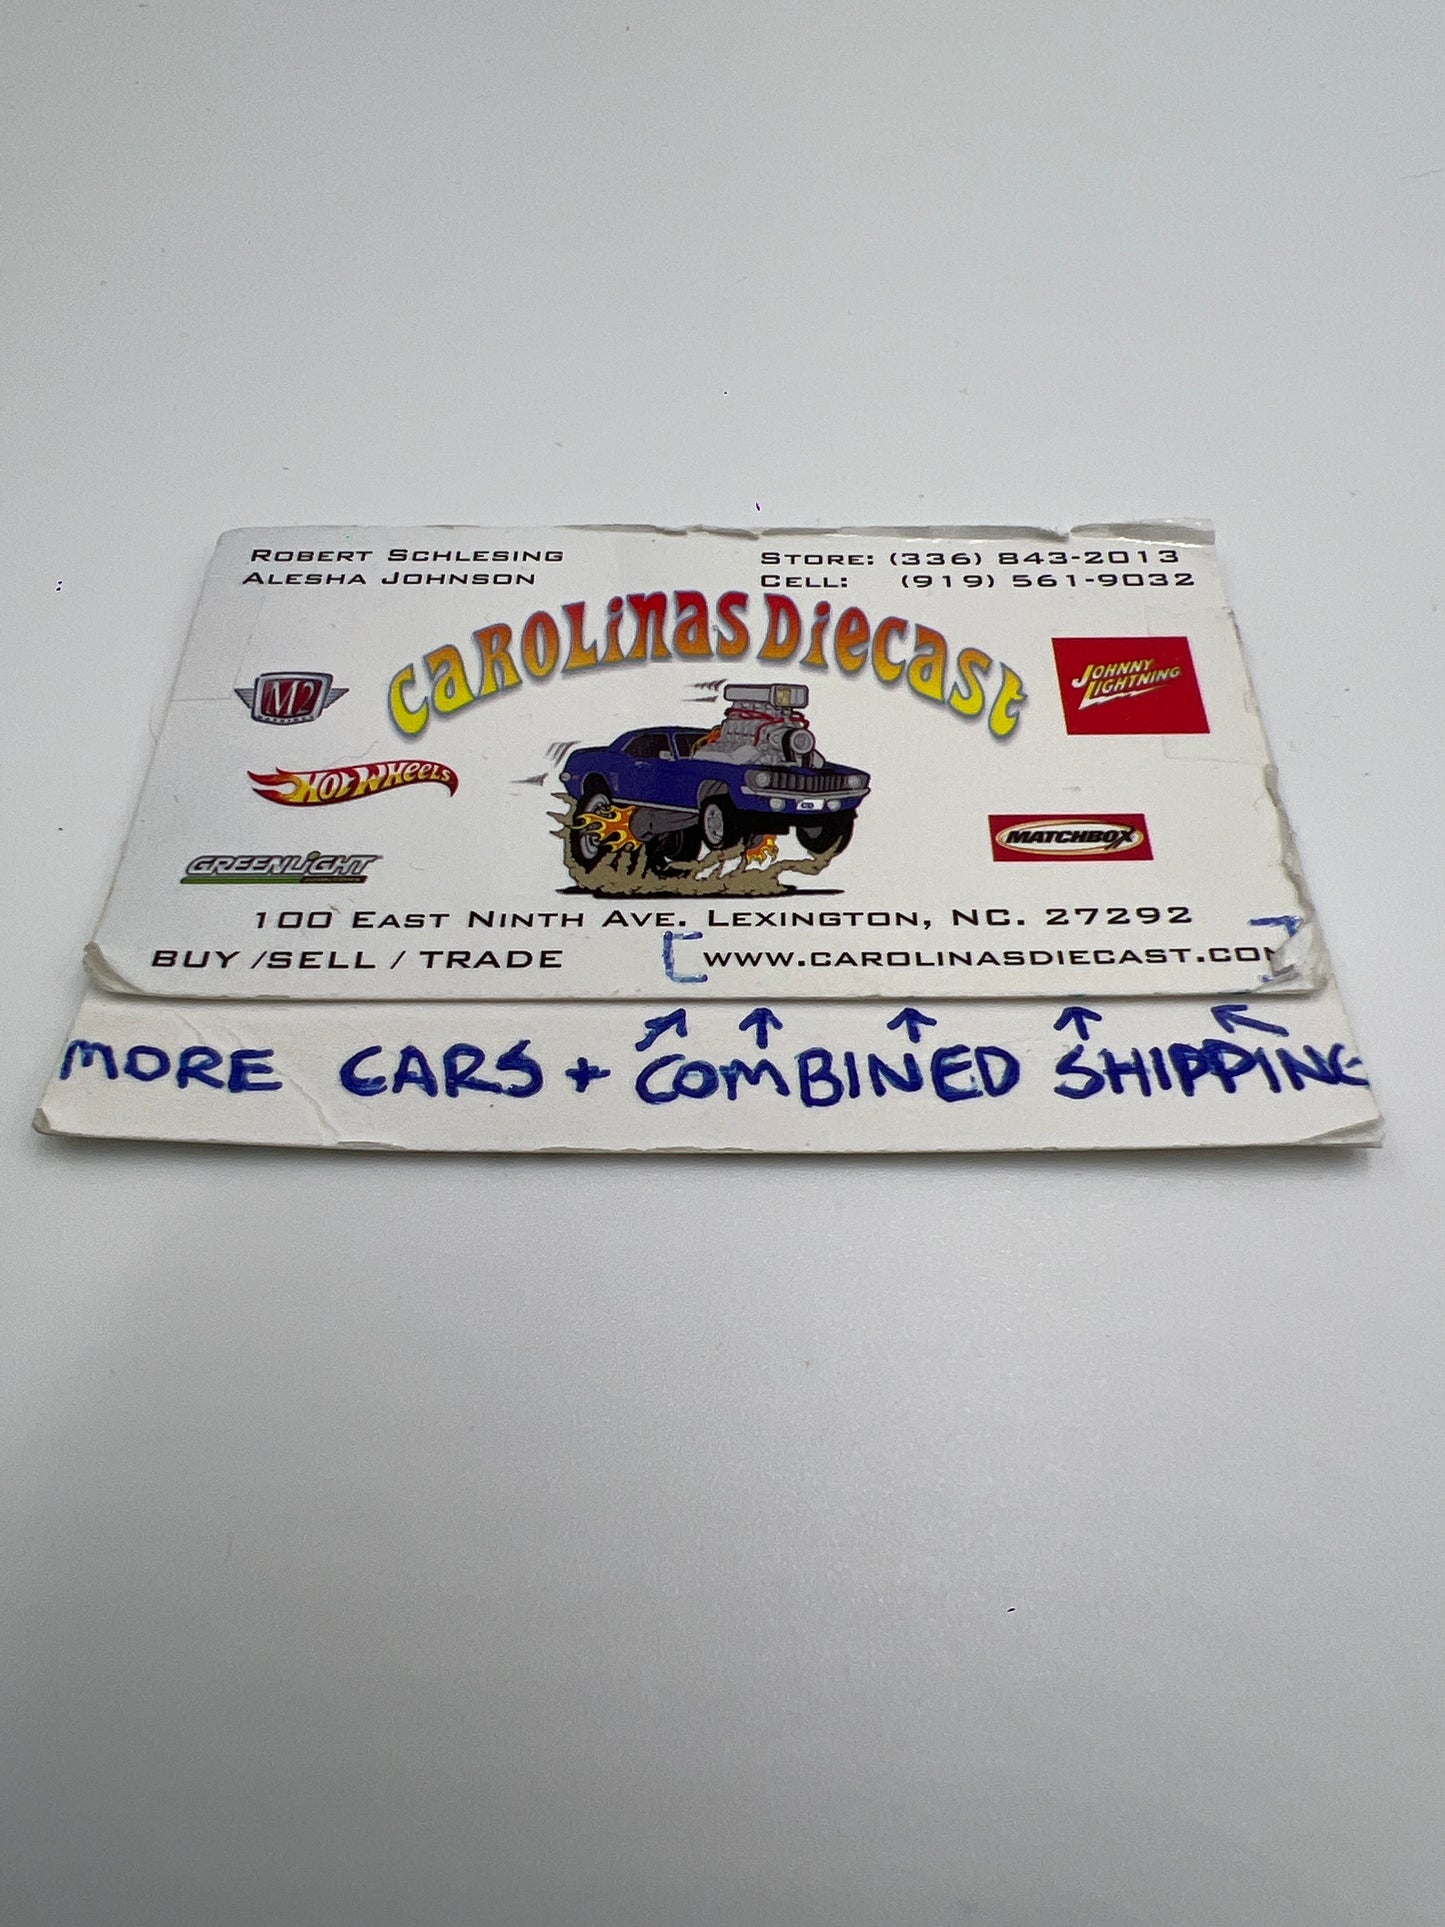 ROBERT SCHLESING
ALESHA JOHNSON
STORE: (336) 843-2013
CELL: (919) 561-9032
CAROLINAS DIECAST
M2
JOHNNY LIGHTNING
HOT WHEELS
MATCHBOX
GREENLIGHT
100 EAST NINTH AVE. LEXINGTON, NC. 27292
BUY /SELL / TRADE [WWW.CAROLINASDIECAST.COM]
MORE CARS + COMBINED SHIPPING